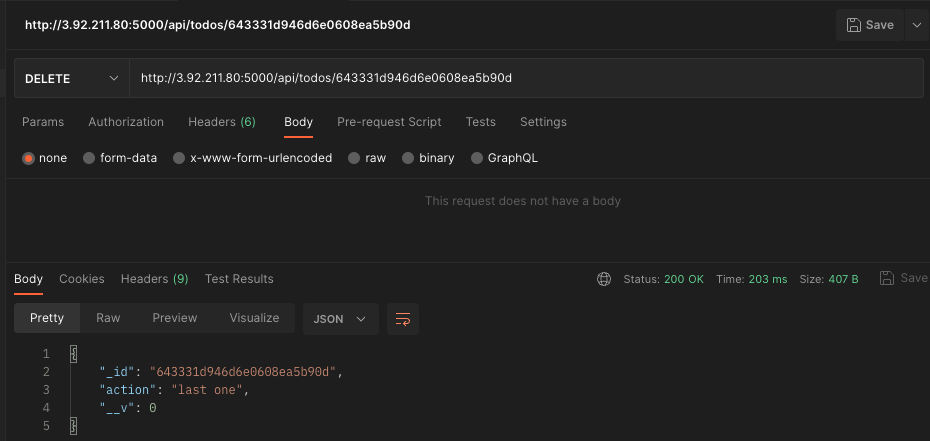 http://3.92.211.80:5000/api/todos/643331d946d6e0608ea5b90d Save
DELETE http://3.92.211.80:5000/api/todos/643331d946d6e0608ea5b90d
Params Authorization Headers (6) Body Pre-request Script Tests Settings
none form-data x-www-form-urlencoded raw binary GraphQL
This request does not have a body
Body Cookies Headers (9) Test Results Status: 200 OK Time: 203 ms Size: 407 B Save
Pretty Raw Preview Visualize JSON
1 {
2 "_id": "643331d946d6e0608ea5b90d",
3 "action": "last one",
4 "__v": 0
5 }